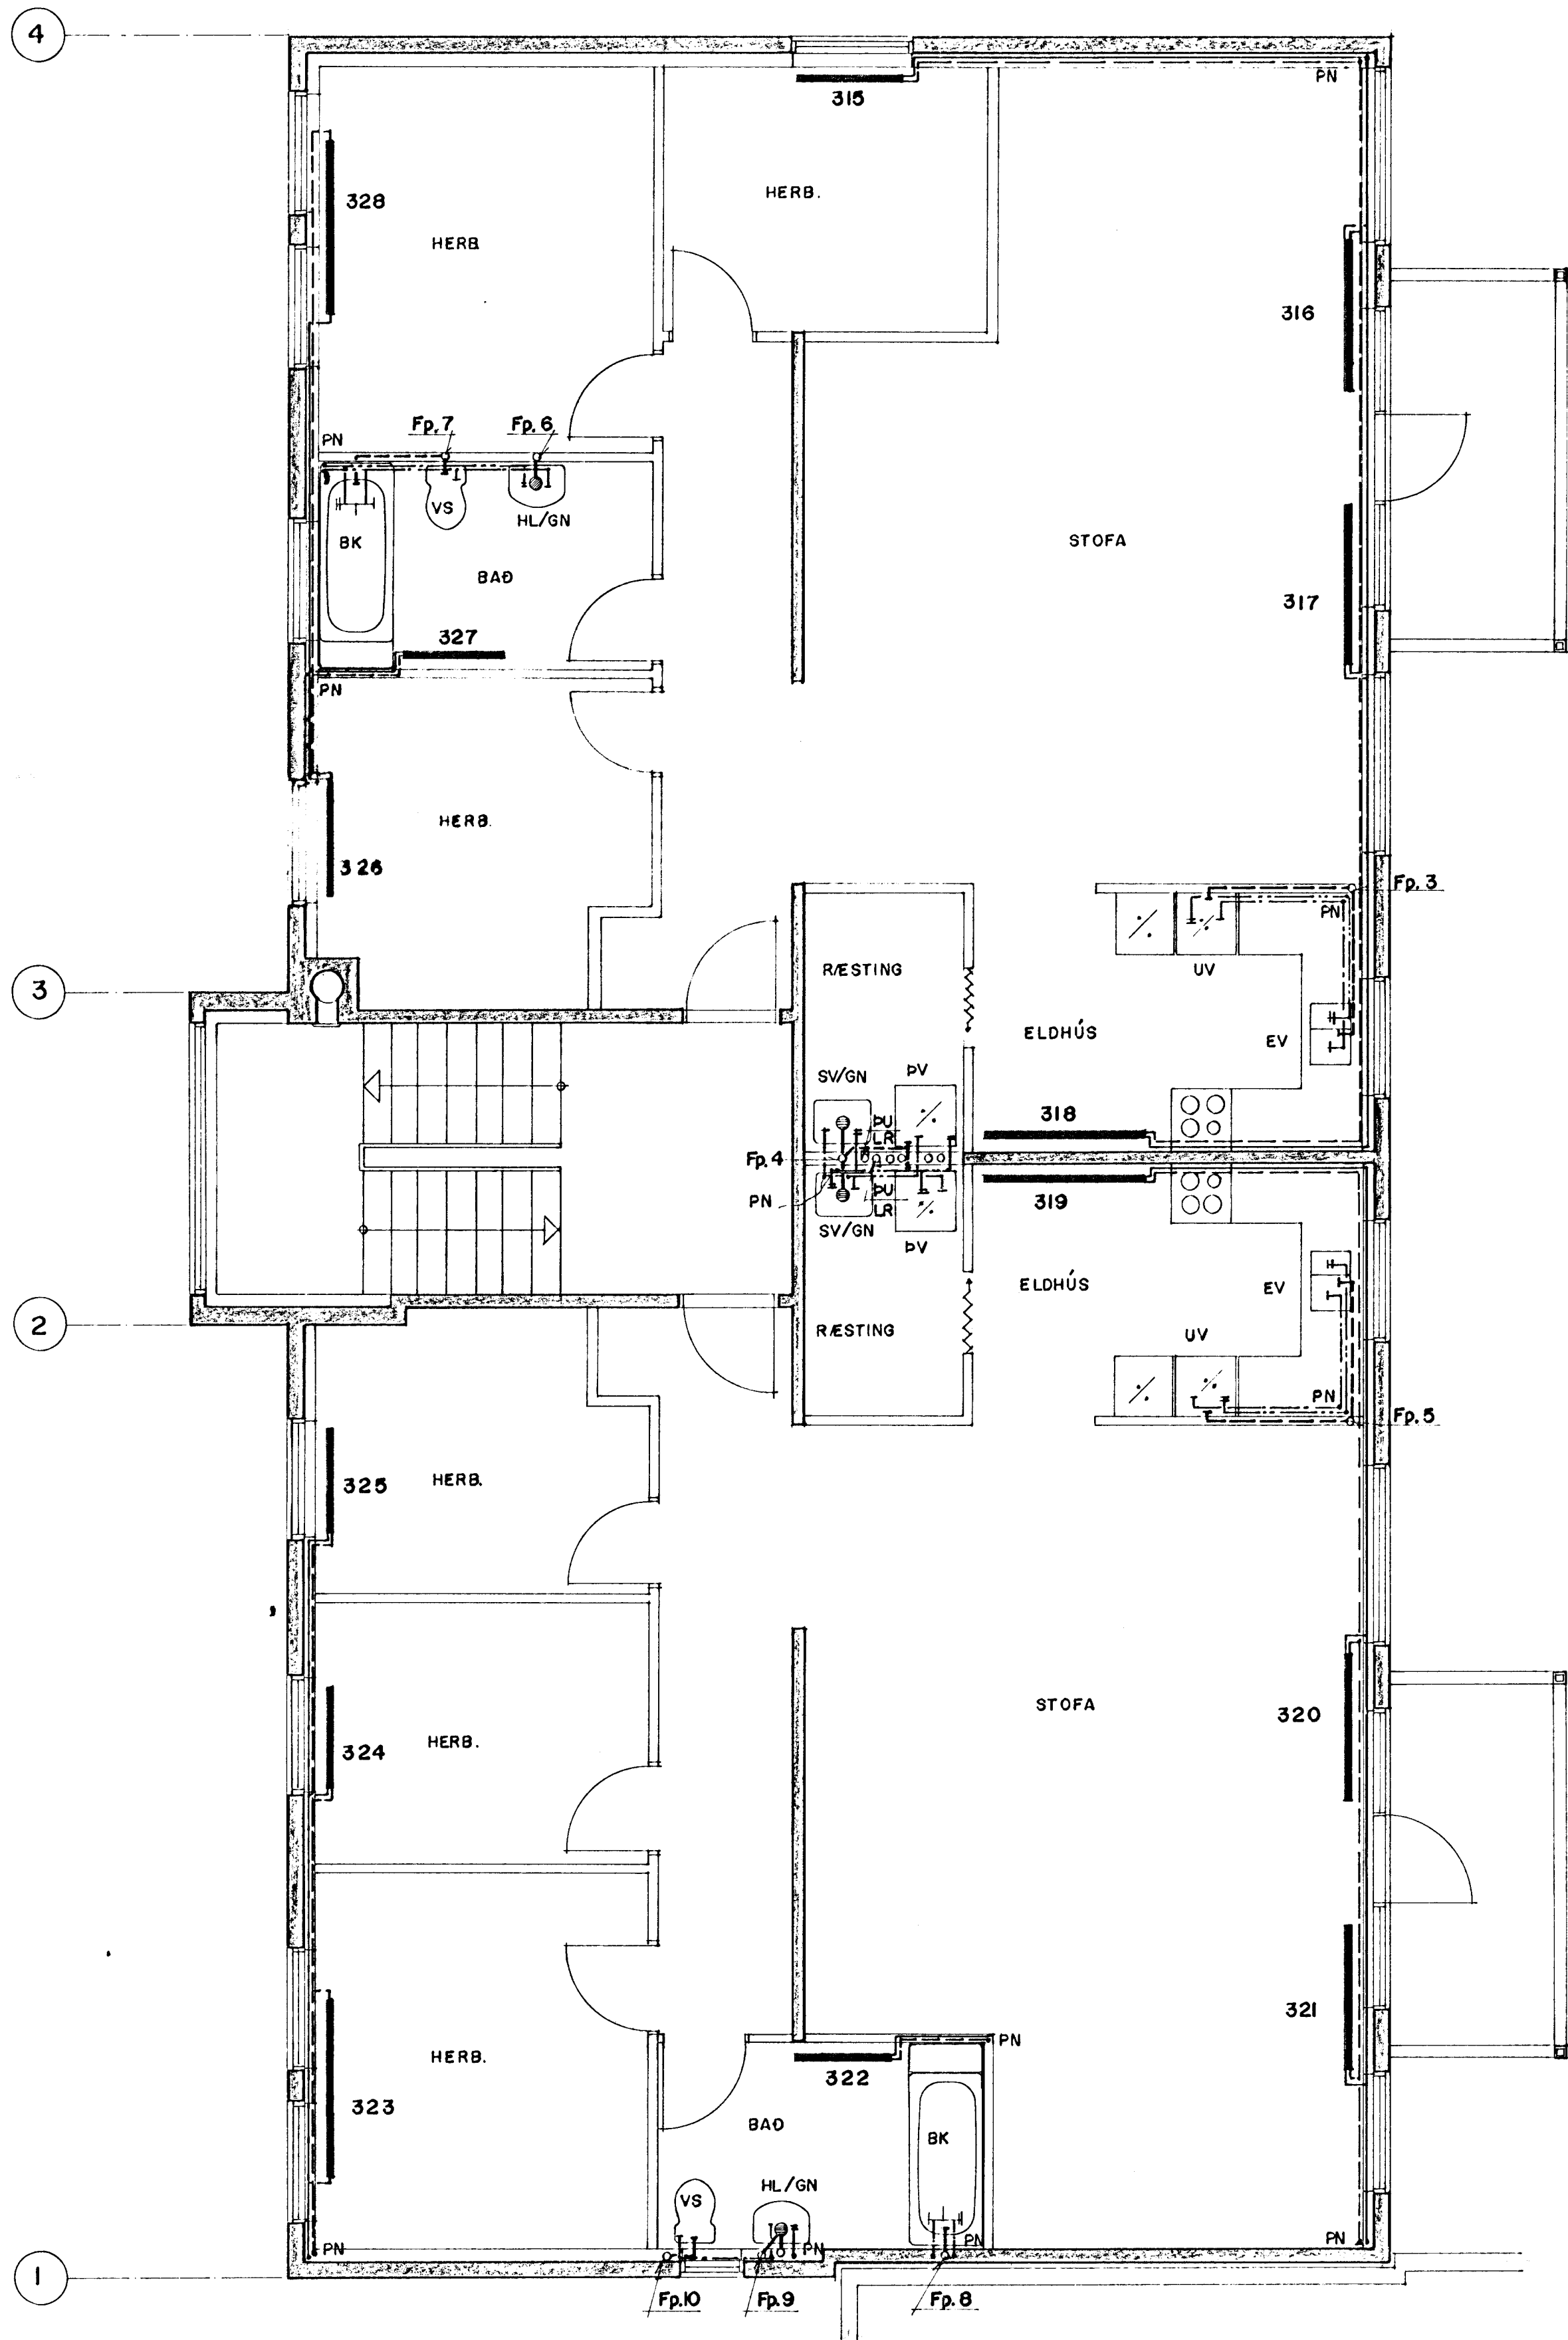 4
PN
315
328
HERB.
HERB
316
Fp. 7
Fp. 6
PN
VS
HL/GN
BK
STOFA
BAÐ
317
327
PN
HERB.
326
Fp. 3
PN
RÆSTING
UV
3
ELDHÚS
EV
SV/GN
ÞV
318
ÞU
LR
Fp. 4
PN
ÞU
LR
319
SV/GN
ÞV
ELDHÚS
EV
2
RÆSTING
UV
PN
Fp. 5
325
HERB.
STOFA
320
324
HERB.
321
PN
HERB.
322
323
BAÐ
BK
HL/GN
VS
PN
PN
PN
PN
1
Fp. 10
Fp. 9
Fp. 8